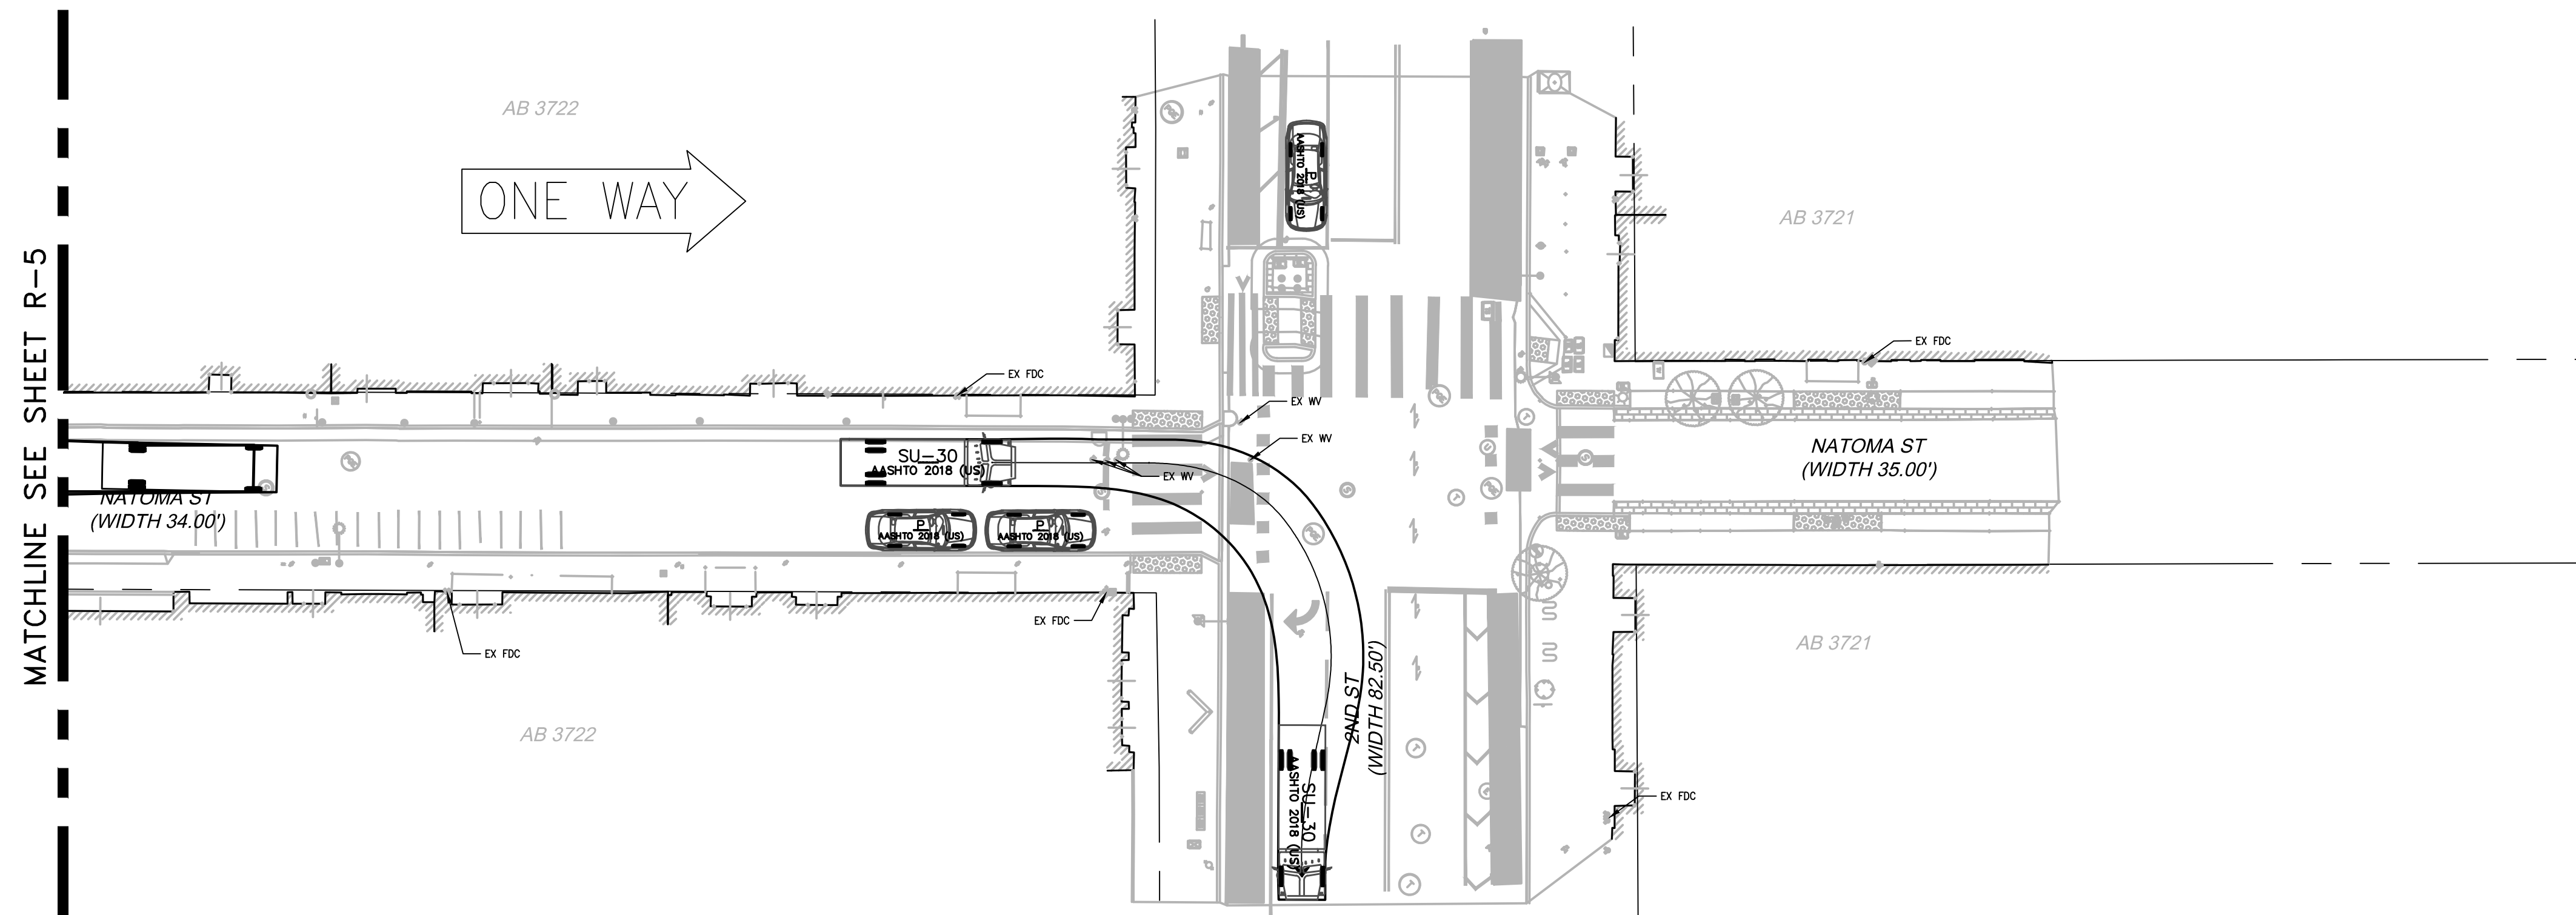 MATCHLINE SEE SHEET R-5
AB 3722
ONE WAY
NATOMA ST
(WIDTH 34.00')
EX FDC
EX FDC
EX FDC
SU-30
AASHTO 2018 (US)
P
AASHTO 2018 (US)
P
AASHTO 2018 (US)
P
AASHTO 2018 (US)
EX WV
EX WV
EX WV
AB 3721
EX FDC
NATOMA ST
(WIDTH 35.00')
AB 3722
2ND ST
(WIDTH 82.50')
SU-30
AASHTO 2018 (US)
AB 3721
EX FDC